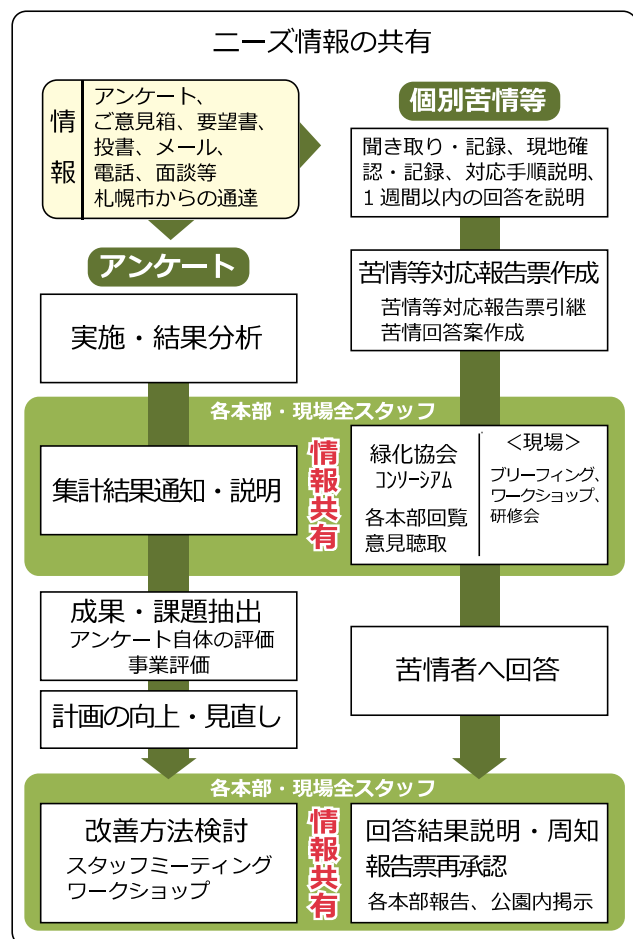 ニーズ情報の共有
情報
アンケート、
ご意見箱、要望書、
投書、メール、
電話、面談等
札幌市からの通達
個別苦情等
聞き取り・記録、現地確
認・記録、対応手順説明、
１週間以内の回答を説明
苦情等対応報告票作成
苦情等対応報告票引継
苦情回答案作成
アンケート
実施・結果分析
各本部・現場全スタッフ
集計結果通知・説明
情報共有
緑化協会
ｺﾝｿｰｼｱﾑ
各本部回覧
意見聴取
＜現場＞
ブリーフィング、
ワークショップ、
研修会
成果・課題抽出
アンケート自体の評価
事業評価
計画の向上・見直し
苦情者へ回答
各本部・現場全スタッフ
改善方法検討
スタッフミーティング
ワークショップ
情報共有
回答結果説明・周知
報告票再承認
各本部報告、公園内掲示